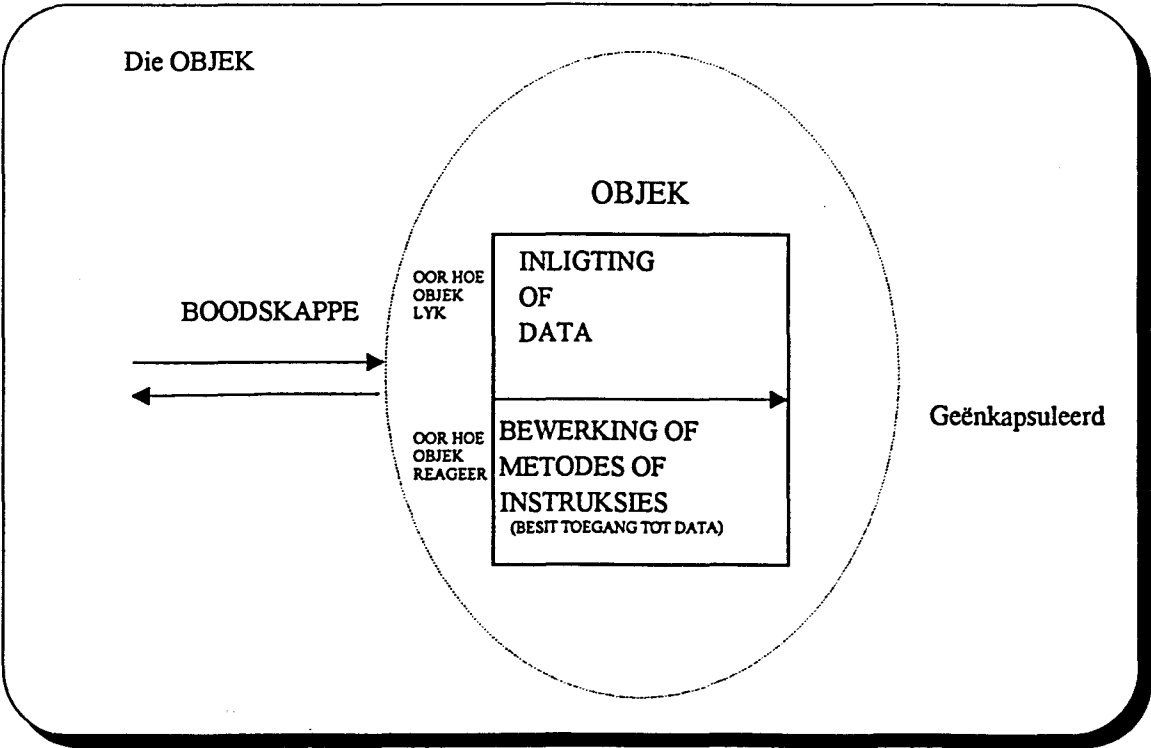 Die OBJEK
OBJEK
OOR HOE
OBJEK
LYK
INLIGTING
OF
DATA
BOODSKAPPE
Geënkapsuleerd
OOR HOE
OBJEK
REAGEER
BEWERKING OF
METODES OF
INSTRUKSIES
(BESIT TOEGANG TOT DATA)